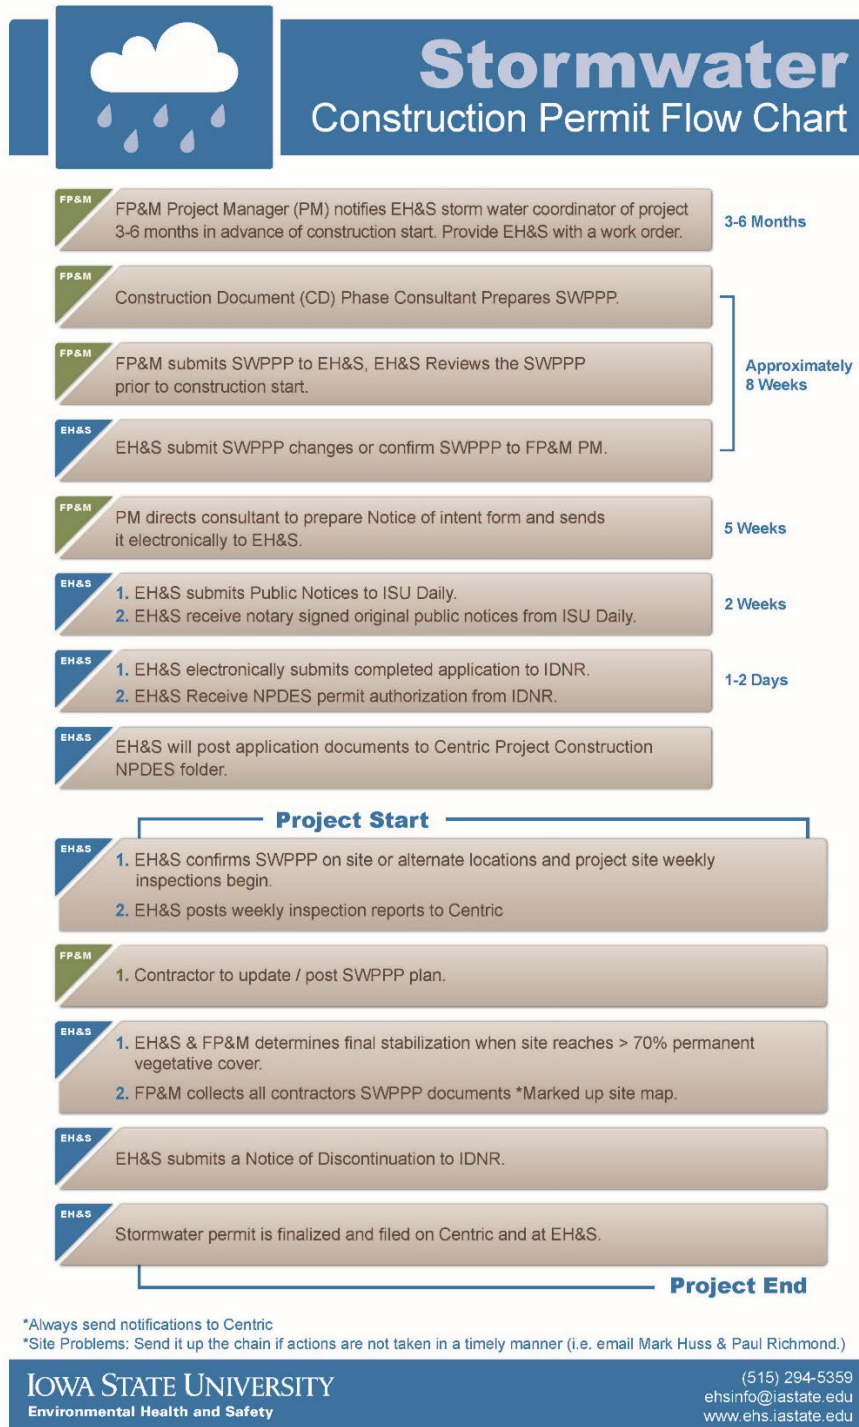 Stormwater
Construction Permit Flow Chart
FP&M
FP&M Project Manager (PM) notifies EH&S storm water coordinator of project
3-6 months in advance of construction start. Provide EH&S with a work order.
3-6 Months
FP&M
Construction Document (CD) Phase Consultant Prepares SWPPP.
FP&M
FP&M submits SWPPP to EH&S, EH&S Reviews the SWPPP
prior to construction start.
Approximately
8 Weeks
EH&S
EH&S submit SWPPP changes or confirm SWPPP to FP&M PM.
FP&M
PM directs consultant to prepare Notice of intent form and sends
it electronically to EH&S.
5 Weeks
EH&S
1. EH&S submits Public Notices to ISU Daily.
2. EH&S receive notary signed original public notices from ISU Daily.
2 Weeks
EH&S
1. EH&S electronically submits completed application to IDNR.
2. EH&S Receive NPDES permit authorization from IDNR.
1-2 Days
EH&S
EH&S will post application documents to Centric Project Construction
NPDES folder.
Project Start
EH&S
1. EH&S confirms SWPPP on site or alternate locations and project site weekly
inspections begin.
2. EH&S posts weekly inspection reports to Centric
FP&M
1. Contractor to update / post SWPPP plan.
EH&S
1. EH&S & FP&M determines final stabilization when site reaches > 70% permanent
vegetative cover.
2. FP&M collects all contractors SWPPP documents *Marked up site map.
EH&S
EH&S submits a Notice of Discontinuation to IDNR.
EH&S
Stormwater permit is finalized and filed on Centric and at EH&S.
Project End
*Always send notifications to Centric
*Site Problems: Send it up the chain if actions are not taken in a timely manner (i.e. email Mark Huss & Paul Richmond.)
IOWA STATE UNIVERSITY
Environmental Health and Safety
(515) 294-5359
ehsinfo@iastate.edu
www.ehs.iastate.edu